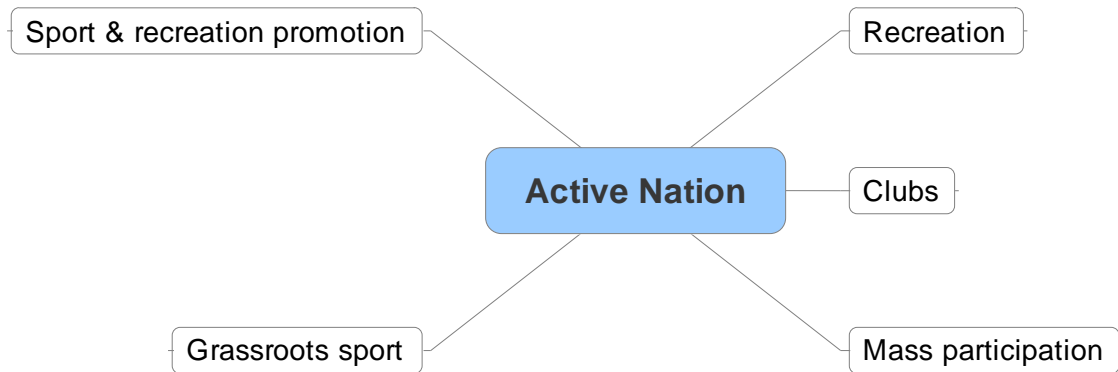 Sport & recreation promotion
Recreation
Active Nation
Clubs
Grassroots sport
Mass participation